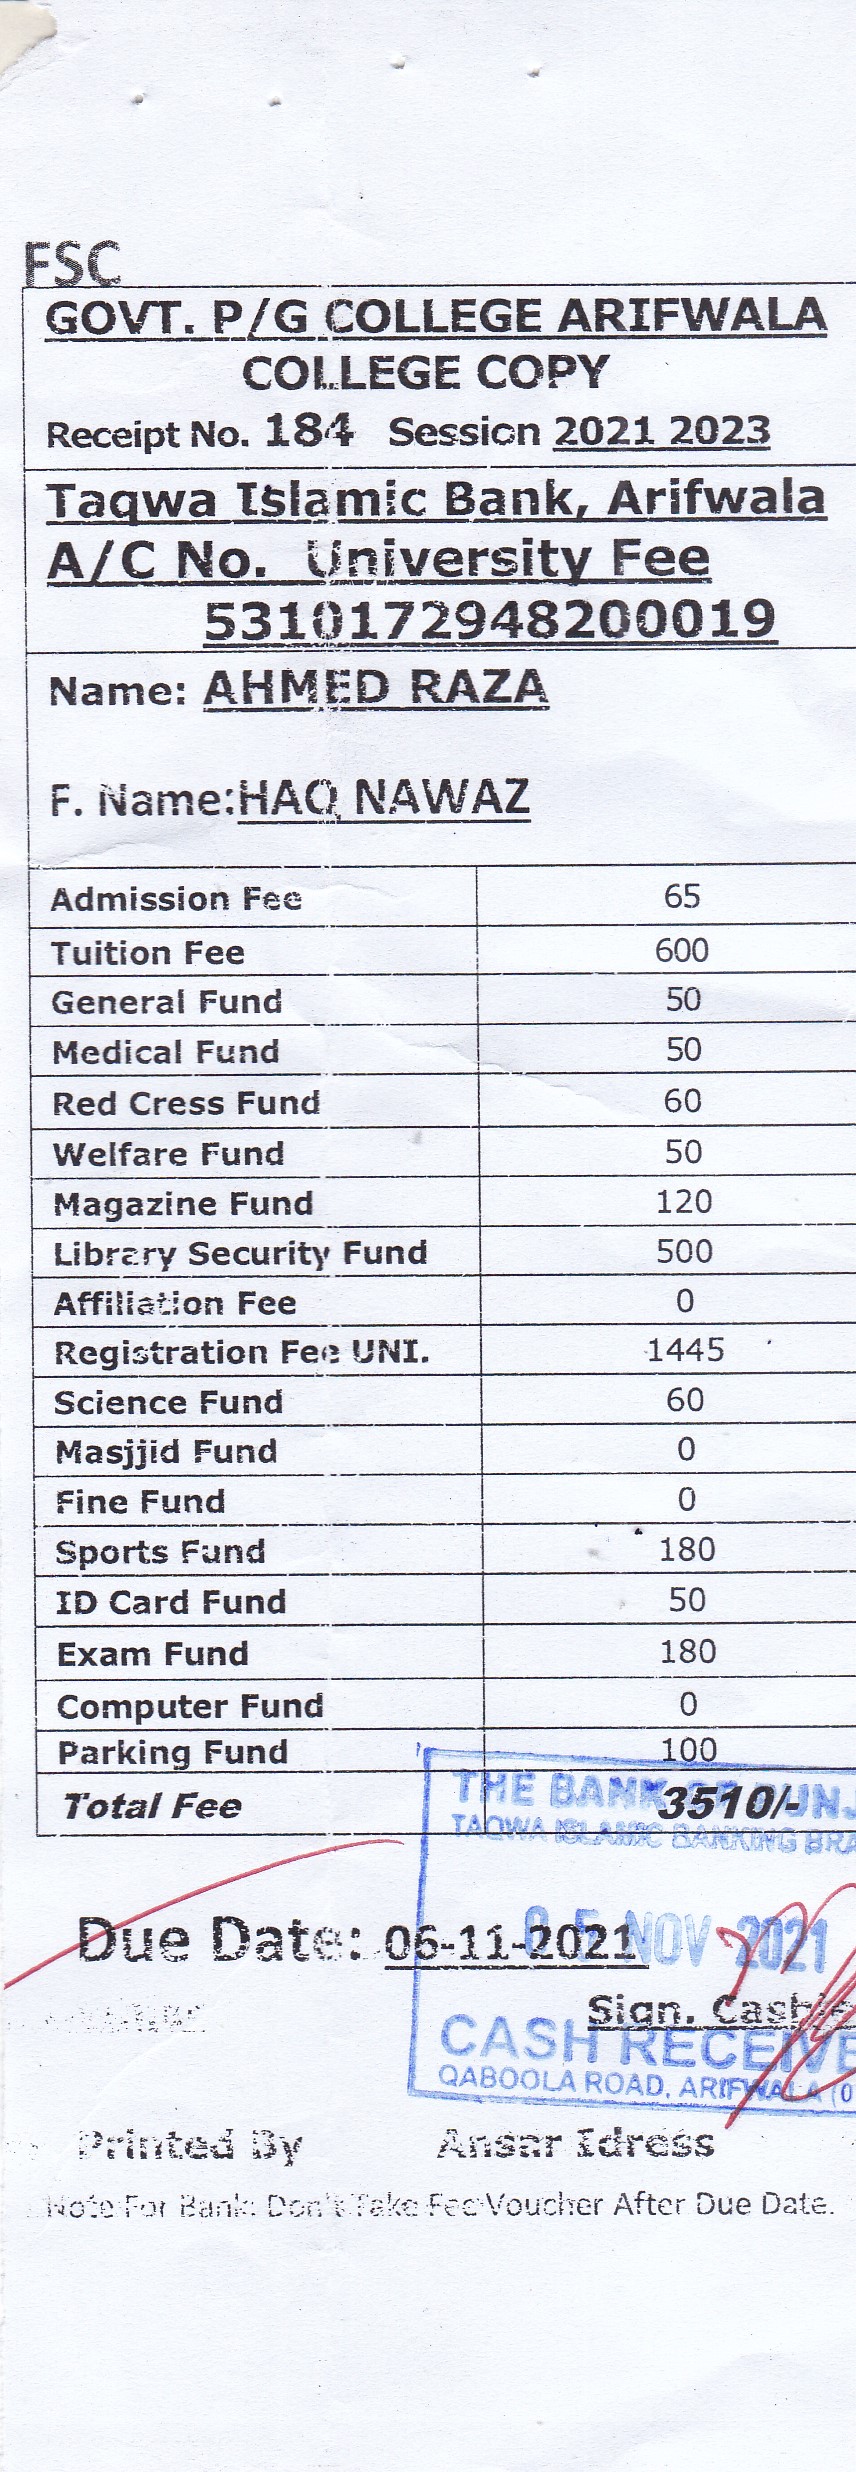 FSC
GOVT. P/G COLLEGE ARIFWALA
COLLEGE COPY
Receipt No. 184 Session 2021 2023
Taqwa Islamic Bank, Arifwala
A/C No. University Fee
5310172948200019
Name: AHMED RAZA
F. Name:HAQ NAWAZ
Admission Fee 65
Tuition Fee 600
General Fund 50
Medical Fund 50
Red Cress Fund 60
Welfare Fund 50
Magazine Fund 120
Library Security Fund 500
Affiliation Fee 0
Registration Fee UNI. 1445
Science Fund 60
Masjjid Fund 0
Fine Fund 0
Sports Fund 180
ID Card Fund 50
Exam Fund 180
Computer Fund 0
Parking Fund 100
Total Fee 3510/-
THE BANK OF PUNJ
TAQWA ISLAMIC BANKING BRA
Due Date: 06-11-2021
05 NOV 2021
Sign. Cashie
CASH RECEIVE
QABOOLA ROAD, ARIFWALA (0
Printed By Ansar Idress
Note For Bank: Don't Take Fee Voucher After Due Date.